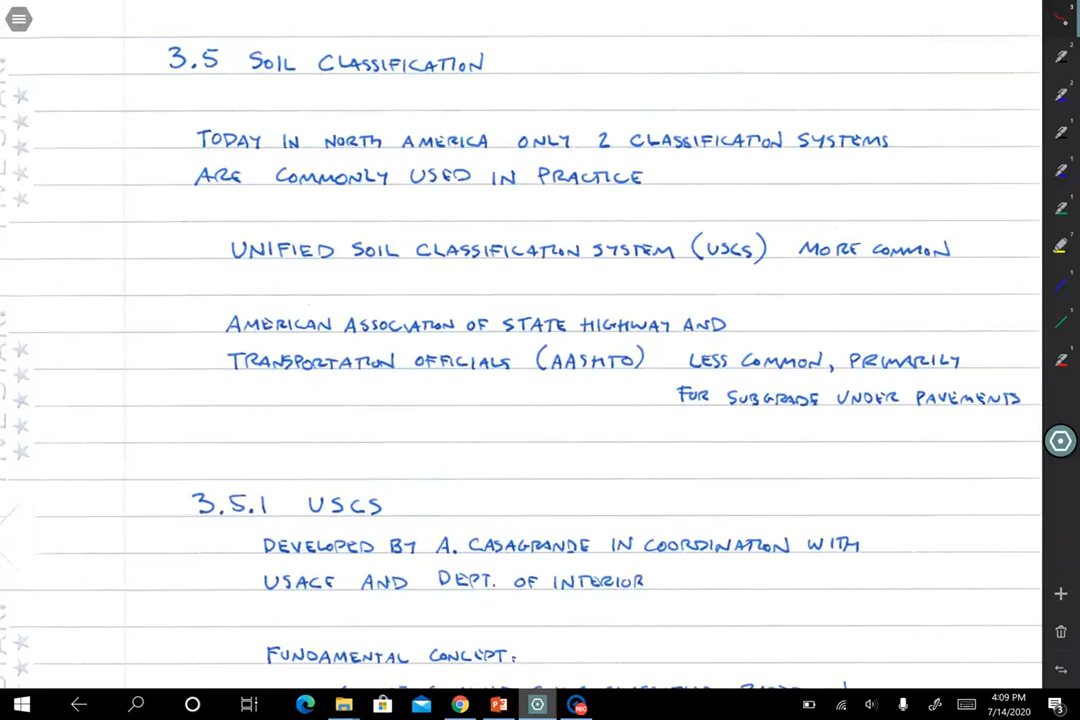 3.5 SOIL CLASSIFICATION
TODAY IN NORTH AMERICA ONLY 2 CLASSIFICATION SYSTEMS
ARE COMMONLY USED IN PRACTICE
UNIFIED SOIL CLASSIFICATION SYSTEM (USCS) MORE COMMON
AMERICAN ASSOCIATION OF STATE HIGHWAY AND
TRANSPORTATION OFFICIALS (AASHTO) LESS COMMON, PRIMARILY
FOR SUBGRADE UNDER PAVEMENTS
3.5.1 USCS
DEVELOPED BY A. CASAGRANDE IN COORDINATION WITH
USACE AND DEPT. OF INTERIOR
FUNDAMENTAL CONCEPT:
4:09 PM
7/14/2020